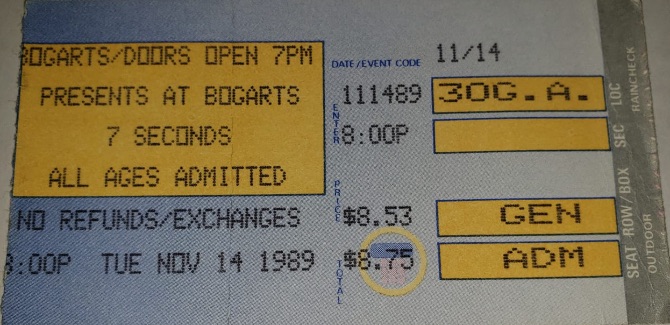 BOGARTS/DOORS OPEN 7PM
PRESENTS AT BOGARTS
7 SECONDS
ALL AGES ADMITTED
NO REFUNDS/EXCHANGES
8:00P TUE NOV 14 1989
DATE/EVENT CODE 11/14
111489 3OG.A.
ENTER
8:00P
PRICE
$8.53 GEN
TOTAL
$8.75 ADM
LOC
RAINCHECK
SEC
SEAT ROW/BOX
OUTDOOR